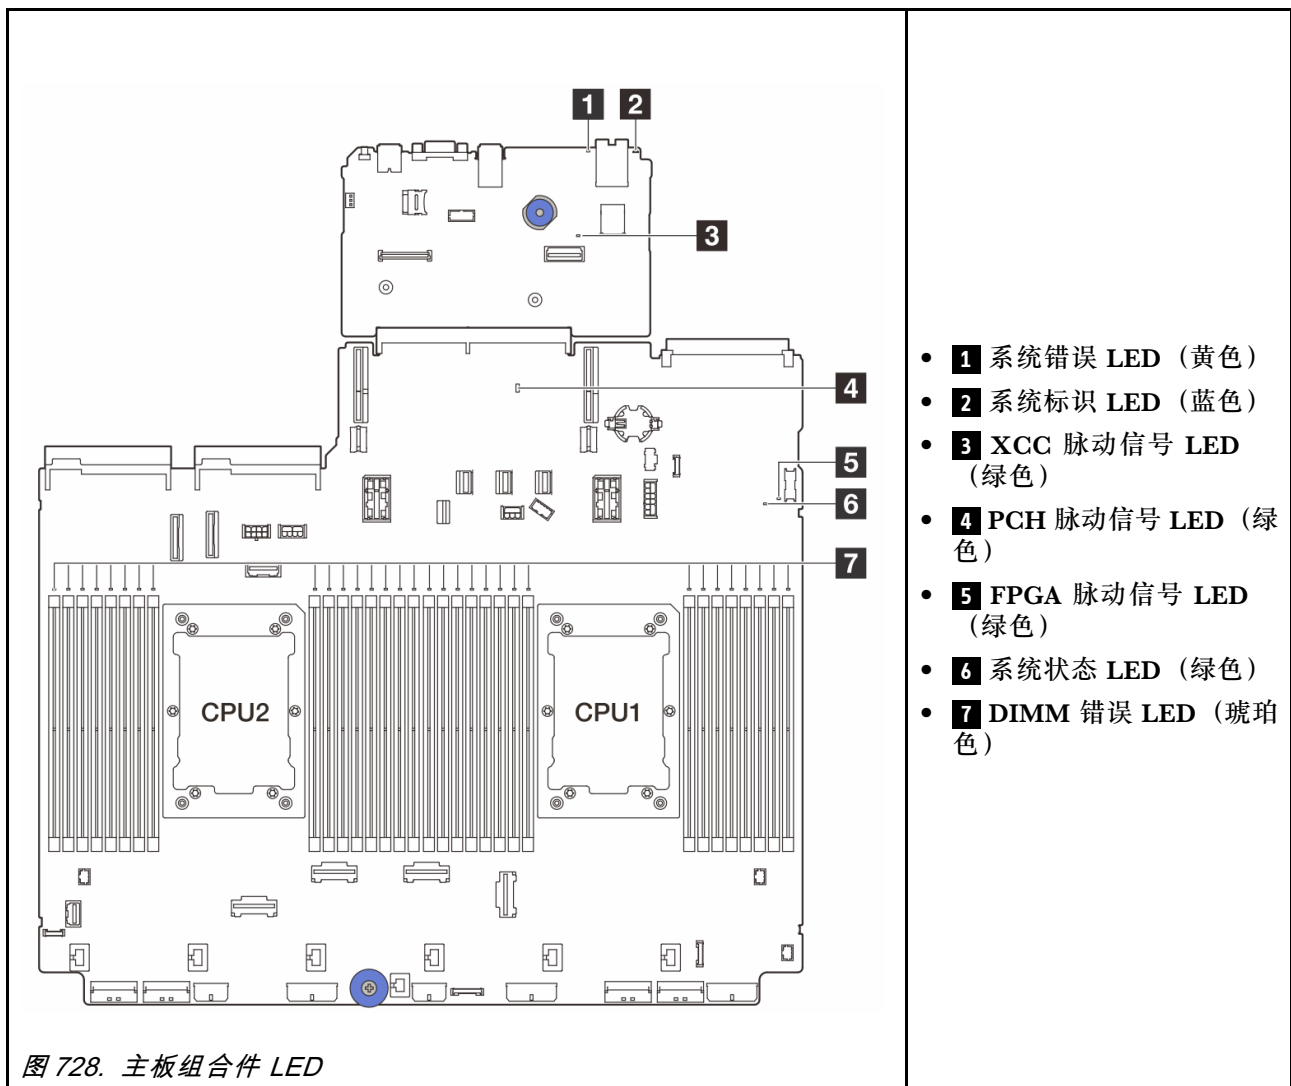 1 2
3
4
5
6
7
CPU2 CPU1
图 728. 主板组合件 LED
• 1 系统错误 LED（黄色）
• 2 系统标识 LED（蓝色）
• 3 XCC 脉动信号 LED
（绿色）
• 4 PCH 脉动信号 LED（绿
色）
• 5 FPGA 脉动信号 LED
（绿色）
• 6 系统状态 LED（绿色）
• 7 DIMM 错误 LED（琥珀
色）